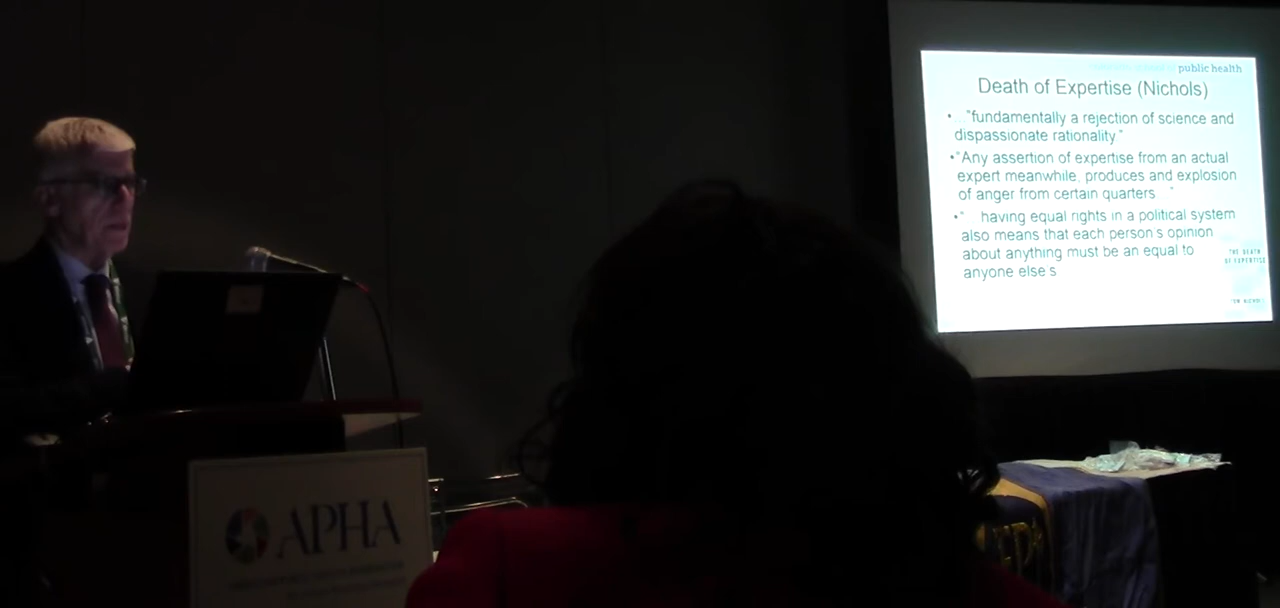 public health
Death of Expertise (Nichols)
•..."fundamentally a rejection of science and
dispassionate rationality."
•"Any assertion of expertise from an actual
expert meanwhile, produces and explosion
of anger from certain quarters "
•" having equal rights in a political system
also means that each person's opinion
about anything must be an equal to
anyone else's
THE DEATH
OF EXPERTISE
APHA